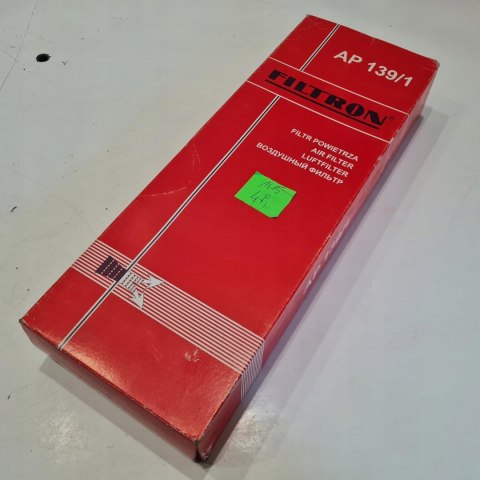 AP 139/1
FILTRON®
FILTR POWIETRZA
AIR FILTER
LUFTFILTER
ВОЗДУШНЫЙ ФИЛЬТР